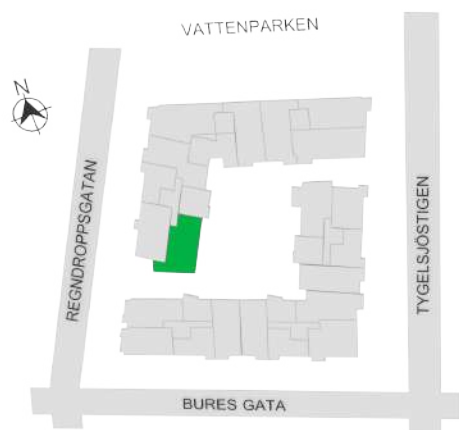 VATTENPARKEN
N
REGNDROPPSGATAN
TYGELSJÖSTIGEN
BURES GATA